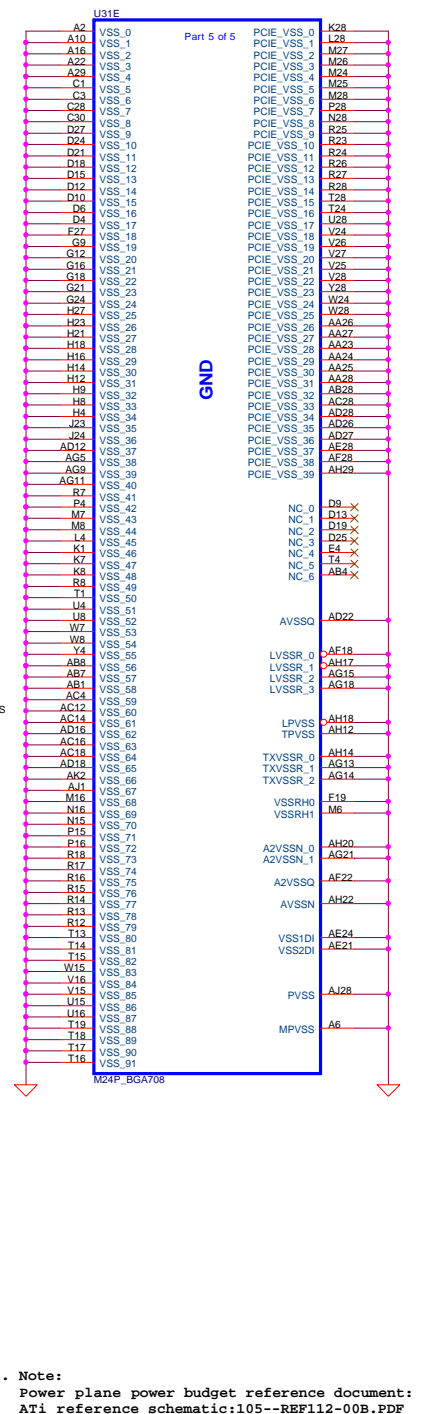 U31E
Part 5 of 5
A2 VSS_0 PCIE_VSS_0 K28
A10 VSS_1 PCIE_VSS_1 L28
A16 VSS_2 PCIE_VSS_2 M27
A22 VSS_3 PCIE_VSS_3 M26
A29 VSS_4 PCIE_VSS_4 M24
C1 VSS_5 PCIE_VSS_5 M25
C3 VSS_6 PCIE_VSS_6 M28
C28 VSS_7 PCIE_VSS_7 P28
C30 VSS_8 PCIE_VSS_8 N28
D27 VSS_9 PCIE_VSS_9 R25
D24 VSS_10 PCIE_VSS_10 R23
D21 VSS_11 PCIE_VSS_11 R24
D18 VSS_12 PCIE_VSS_12 R26
D15 VSS_13 PCIE_VSS_13 R27
D12 VSS_14 PCIE_VSS_14 R28
D10 VSS_15 PCIE_VSS_15 T28
D6 VSS_16 PCIE_VSS_16 T24
D4 VSS_17 PCIE_VSS_17 U28
F27 VSS_18 PCIE_VSS_18 V24
G9 VSS_19 PCIE_VSS_19 V26
G12 VSS_20 PCIE_VSS_20 V27
G16 VSS_21 PCIE_VSS_21 V25
G18 VSS_22 PCIE_VSS_22 V28
G21 VSS_23 PCIE_VSS_23 Y28
G24 VSS_24 PCIE_VSS_24 W24
H27 VSS_25 PCIE_VSS_25 W28
H23 VSS_26 PCIE_VSS_26 AA26
H21 VSS_27 PCIE_VSS_27 AA27
H18 VSS_28 PCIE_VSS_28 AA23
H16 VSS_29 PCIE_VSS_29 AA24
H14 VSS_30 PCIE_VSS_30 AA25
H12 VSS_31 PCIE_VSS_31 AA28
H9 VSS_32 PCIE_VSS_32 AB28
H8 VSS_33 PCIE_VSS_33 AC28
H4 VSS_34 PCIE_VSS_34 AD28
J23 VSS_35 PCIE_VSS_35 AD26
J24 VSS_36 PCIE_VSS_36 AD27
AD12 VSS_37 PCIE_VSS_37 AE28
AG5 VSS_38 PCIE_VSS_38 AF28
AG9 VSS_39 PCIE_VSS_39 AH29
GND
AG11 VSS_40
R7 VSS_41
P4 VSS_42 NC_0 D9
M7 VSS_43 NC_1 D13
M8 VSS_44 NC_2 D19
L4 VSS_45 NC_3 D25
K1 VSS_46 NC_4 E4
K7 VSS_47 NC_5 T4
K8 VSS_48 NC_6 AB4
R8 VSS_49
T1 VSS_50
U4 VSS_51
U8 VSS_52 AVSSQ AD22
W7 VSS_53
W8 VSS_54
Y4 VSS_55 LVSSR_0 AF18
AB8 VSS_56 LVSSR_1 AH17
AB7 VSS_57 LVSSR_2 AG15
AB1 VSS_58 LVSSR_3 AG18
AC4 VSS_59
S
AC12 VSS_60
AC14 VSS_61 LPVSS AH18
AD16 VSS_62 TPVSS AH12
AC16 VSS_63
AC18 VSS_64 TXVSSR_0 AH14
AD18 VSS_65 TXVSSR_1 AG13
AK2 VSS_66 TXVSSR_2 AG14
AJ1 VSS_67
M16 VSS_68 VSSRH0 F19
N16 VSS_69 VSSRH1 M6
N15 VSS_70
P15 VSS_71
P16 VSS_72 A2VSSN_0 AH20
R18 VSS_73 A2VSSN_1 AG21
R17 VSS_74
R16 VSS_75 A2VSSQ AF22
R15 VSS_76
R14 VSS_77 AVSSN AH22
R13 VSS_78
R12 VSS_79
T13 VSS_80 VSS1DI AE24
T14 VSS_81 VSS2DI AE21
T15 VSS_82
W15 VSS_83
V16 VSS_84
V15 VSS_85 PVSS AJ28
U15 VSS_86
U16 VSS_87
T19 VSS_88 MPVSS A6
T18 VSS_89
T17 VSS_90
T16 VSS_91
M24P_BGA708
. Note:
Power plane power budget reference document:
ATi reference schematic:105--REF112-00B.PDF